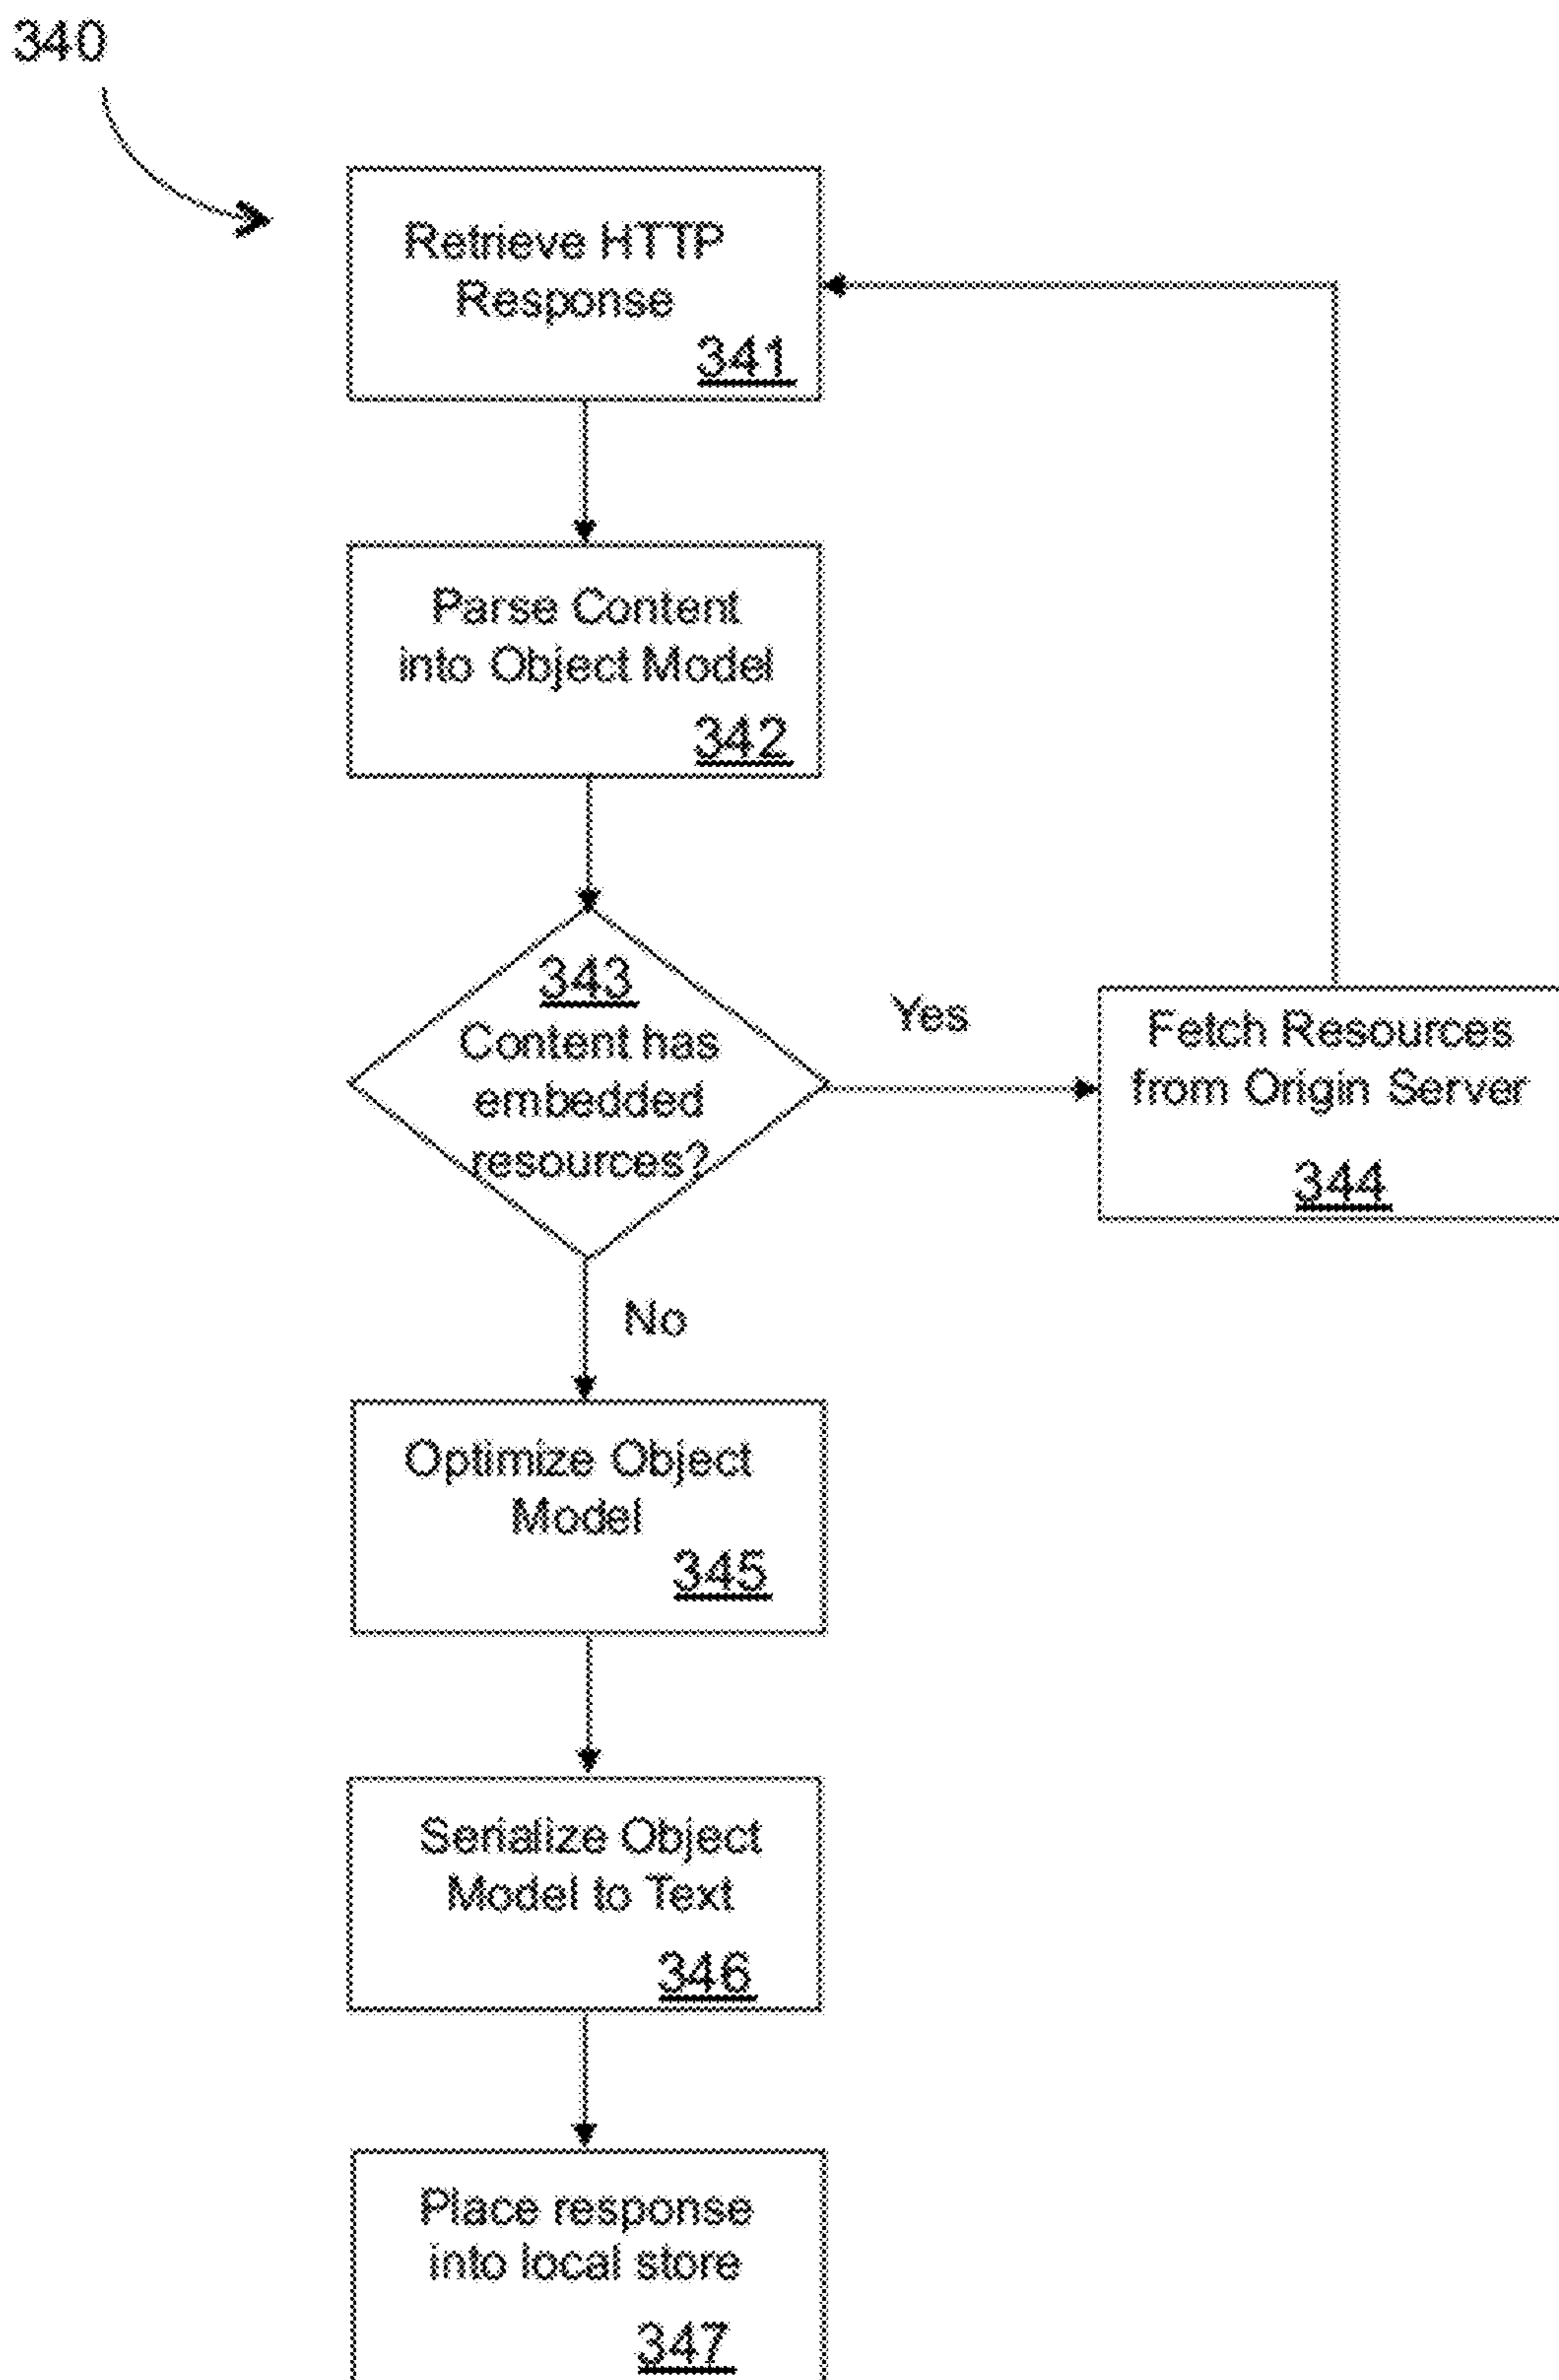 340
Retrieve HTTP
Response
341
Parse Content
into Object Model
342
343
Content has
embedded
resources?
Yes
Fetch Resources
from Origin Server
344
No
Optimize Object
Model
345
Serialize Object
Model to Text
346
Place response
into local store
347